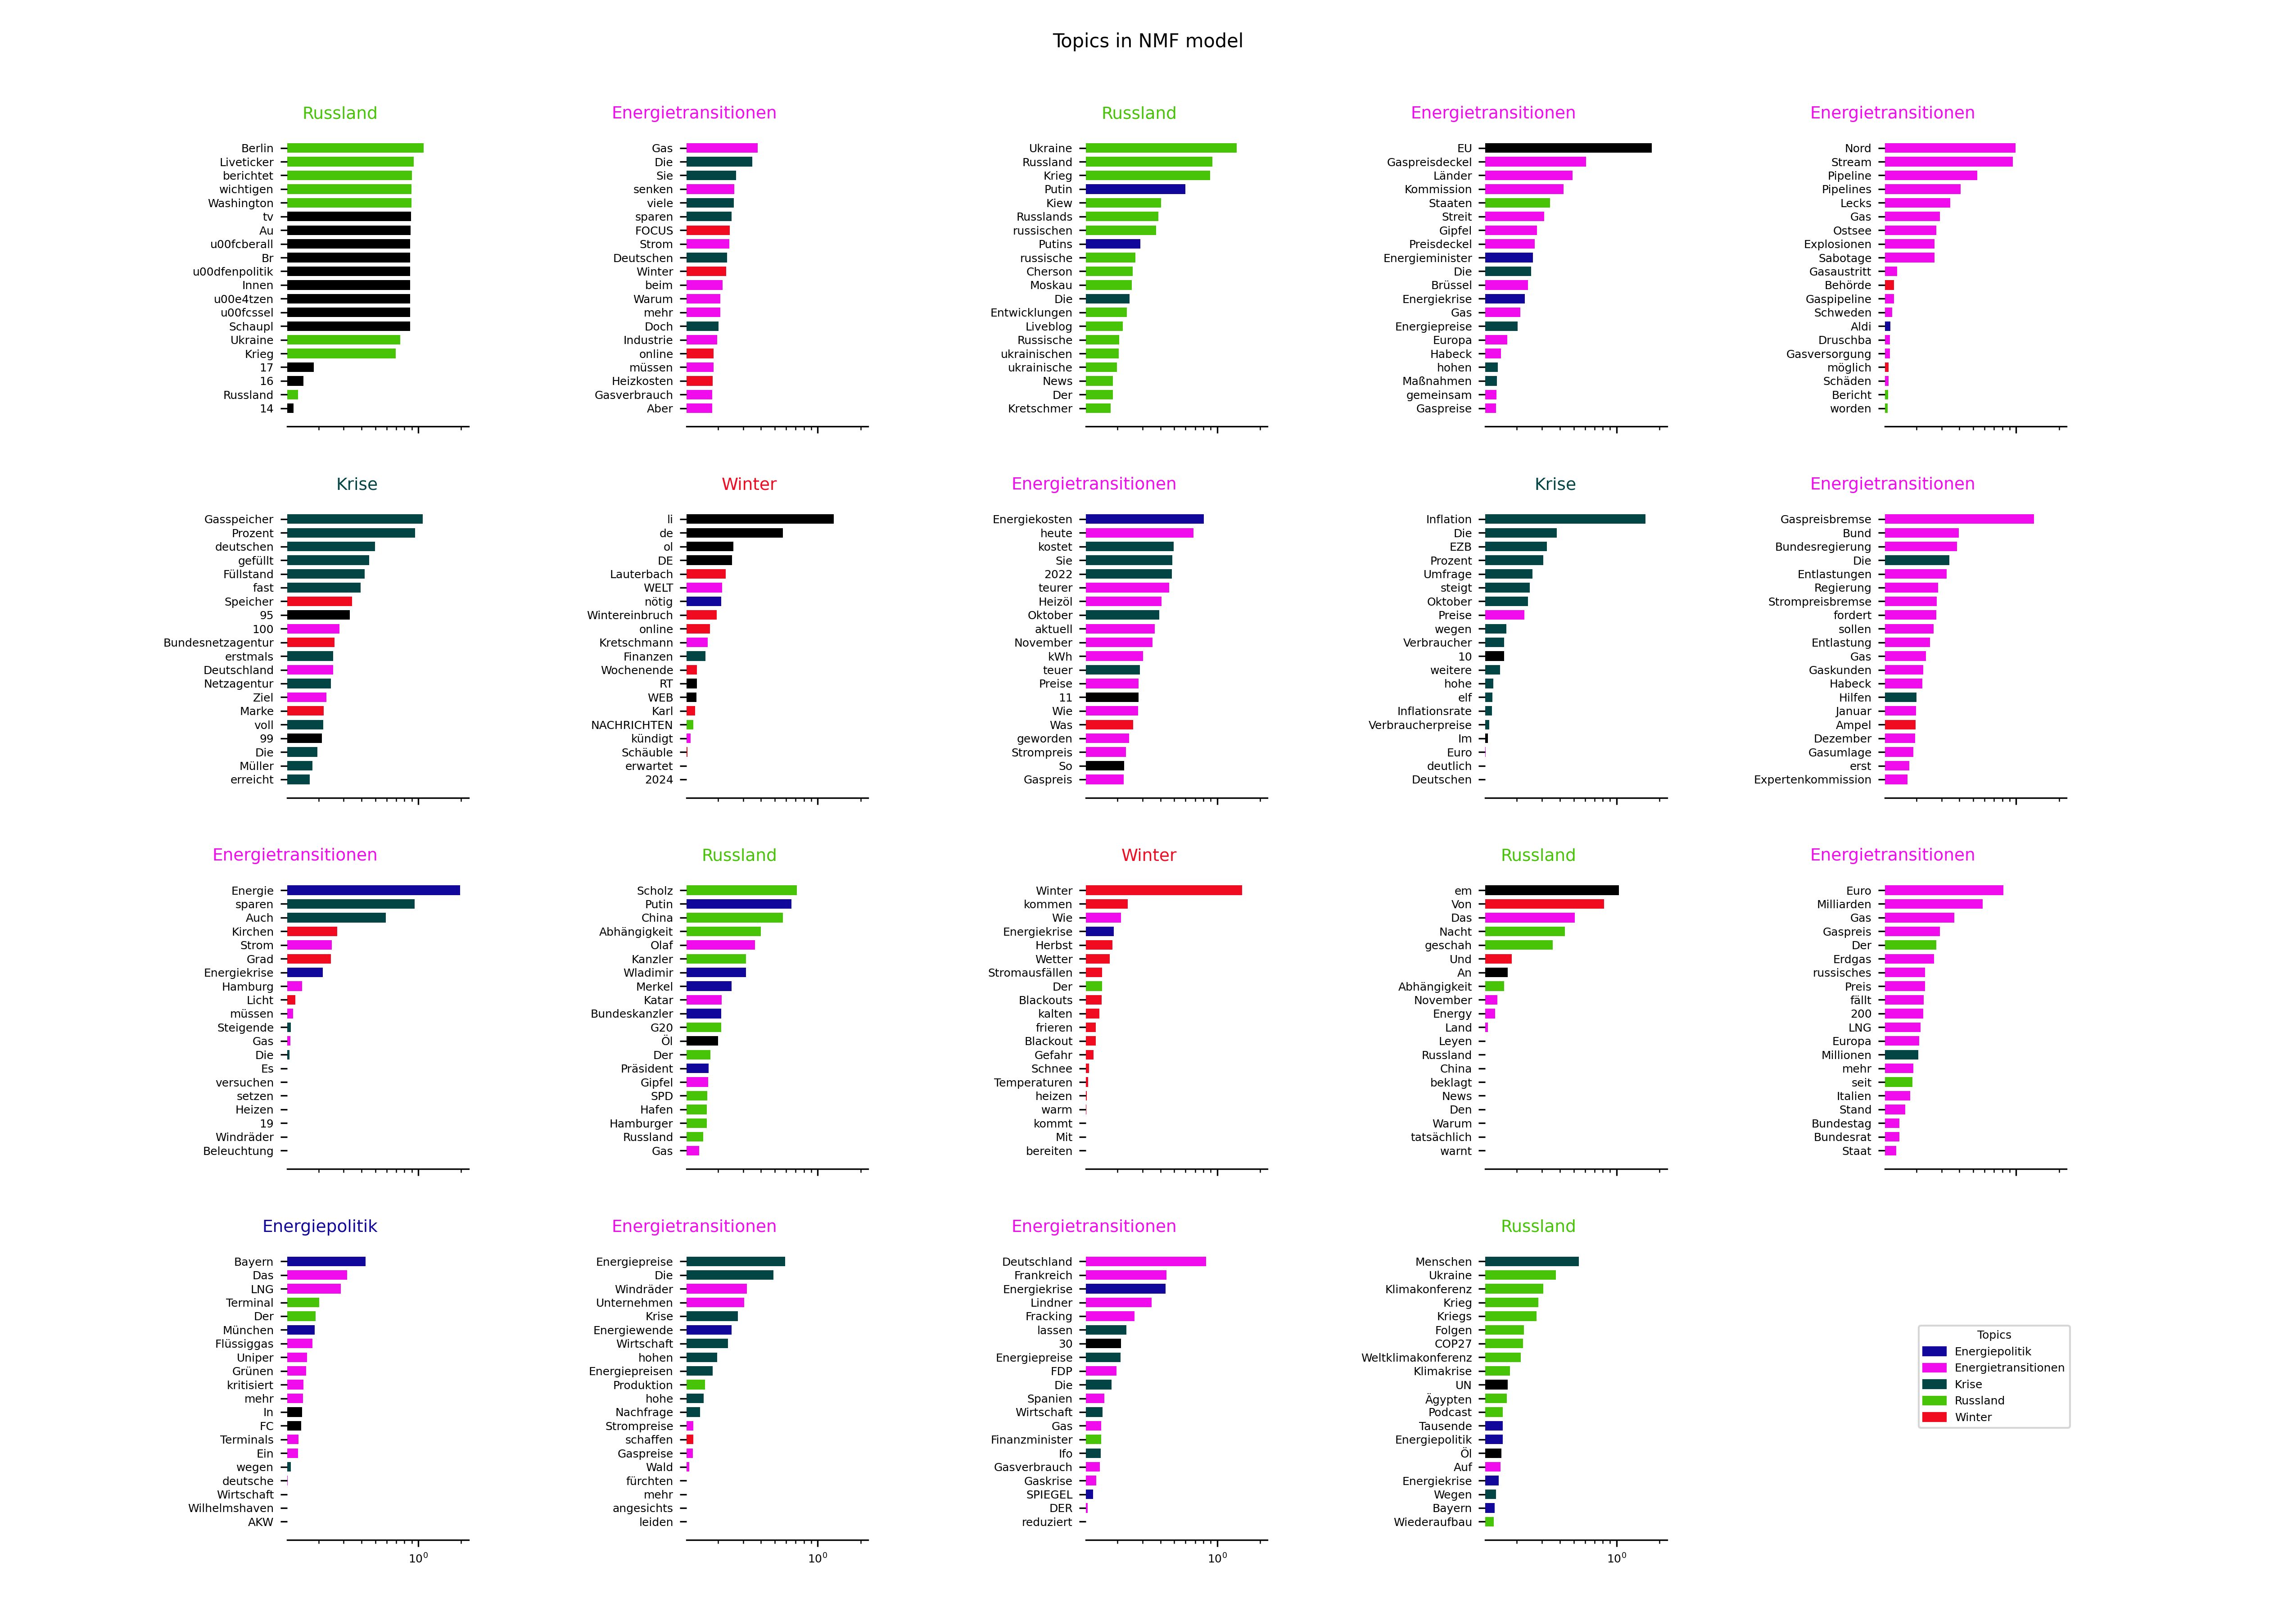 Topics in NMF model
Russland
Berlin
Liveticker
berichtet
wichtigen
Washington
tv
Au
u00fcberall
Br
u00dfenpolitik
Innen
u00e4tzen
u00fcssel
Schaupl
Ukraine
Krieg
17
16
Russland
14
Energietransitionen
Gas
Die
Sie
senken
viele
sparen
FOCUS
Strom
Deutschen
Winter
beim
Warum
mehr
Doch
Industrie
online
müssen
Heizkosten
Gasverbrauch
Aber
Russland
Ukraine
Russland
Krieg
Putin
Kiew
Russlands
russischen
Putins
russische
Cherson
Moskau
Die
Entwicklungen
Liveblog
Russische
ukrainischen
ukrainische
News
Der
Kretschmer
Energietransitionen
EU
Gaspreisdeckel
Länder
Kommission
Staaten
Streit
Gipfel
Preisdeckel
Energieminister
Die
Brüssel
Energiekrise
Gas
Energiepreise
Europa
Habeck
hohen
Maßnahmen
gemeinsam
Gaspreise
Energietransitionen
Nord
Stream
Pipeline
Pipelines
Lecks
Gas
Ostsee
Explosionen
Sabotage
Gasaustritt
Behörde
Gaspipeline
Schweden
Aldi
Druschba
Gasversorgung
möglich
Schäden
Bericht
worden
Krise
Gasspeicher
Prozent
deutschen
gefüllt
Füllstand
fast
Speicher
95
100
Bundesnetzagentur
erstmals
Deutschland
Netzagentur
Ziel
Marke
voll
99
Die
Müller
erreicht
Winter
li
de
ol
DE
Lauterbach
WELT
nötig
Wintereinbruch
online
Kretschmann
Finanzen
Wochenende
RT
WEB
Karl
NACHRICHTEN
kündigt
Schäuble
erwartet
2024
Energietransitionen
Energiekosten
heute
kostet
Sie
2022
teurer
Heizöl
Oktober
aktuell
November
kWh
teuer
Preise
11
Wie
Was
geworden
Strompreis
So
Gaspreis
Krise
Inflation
Die
EZB
Prozent
Umfrage
steigt
Oktober
Preise
wegen
Verbraucher
10
weitere
hohe
elf
Inflationsrate
Verbraucherpreise
Im
Euro
deutlich
Deutschen
Energietransitionen
Gaspreisbremse
Bund
Bundesregierung
Die
Entlastungen
Regierung
Strompreisbremse
fordert
sollen
Entlastung
Gas
Gaskunden
Habeck
Hilfen
Januar
Ampel
Dezember
Gasumlage
erst
Expertenkommission
Energietransitionen
Energie
sparen
Auch
Kirchen
Strom
Grad
Energiekrise
Hamburg
Licht
müssen
Steigende
Gas
Die
Es
versuchen
setzen
Heizen
19
Windräder
Beleuchtung
Russland
Scholz
Putin
China
Abhängigkeit
Olaf
Kanzler
Wladimir
Merkel
Katar
Bundeskanzler
G20
Öl
Der
Präsident
Gipfel
SPD
Hafen
Hamburger
Russland
Gas
Winter
Winter
kommen
Wie
Energiekrise
Herbst
Wetter
Stromausfällen
Der
Blackouts
kalten
frieren
Blackout
Gefahr
Schnee
Temperaturen
heizen
warm
kommt
Mit
bereiten
Russland
em
Von
Das
Nacht
geschah
Und
An
Abhängigkeit
November
Energy
Land
Leyen
Russland
China
beklagt
News
Den
Warum
tatsächlich
warnt
Energietransitionen
Euro
Milliarden
Gas
Gaspreis
Der
Erdgas
russisches
Preis
fällt
200
LNG
Europa
Millionen
mehr
seit
Italien
Stand
Bundestag
Bundesrat
Staat
Energiepolitik
Bayern
Das
LNG
Terminal
Der
München
Flüssiggas
Uniper
Grünen
kritisiert
mehr
In
FC
Terminals
Ein
wegen
deutsche
Wirtschaft
Wilhelmshaven
AKW
10⁰
Energietransitionen
Energiepreise
Die
Windräder
Unternehmen
Krise
Energiewende
Wirtschaft
hohen
Energiepreisen
Produktion
hohe
Nachfrage
Strompreise
schaffen
Gaspreise
Wald
fürchten
mehr
angesichts
leiden
10⁰
Energietransitionen
Deutschland
Frankreich
Energiekrise
Lindner
Fracking
lassen
30
Energiepreise
FDP
Die
Spanien
Wirtschaft
Gas
Finanzminister
Ifo
Gasverbrauch
Gaskrise
SPIEGEL
DER
reduziert
10⁰
Russland
Menschen
Ukraine
Klimakonferenz
Krieg
Kriegs
Folgen
COP27
Weltklimakonferenz
Klimakrise
UN
Ägypten
Podcast
Tausende
Energiepolitik
Öl
Auf
Energiekrise
Wegen
Bayern
Wiederaufbau
10⁰
Topics
Energiepolitik
Energietransitionen
Krise
Russland
Winter